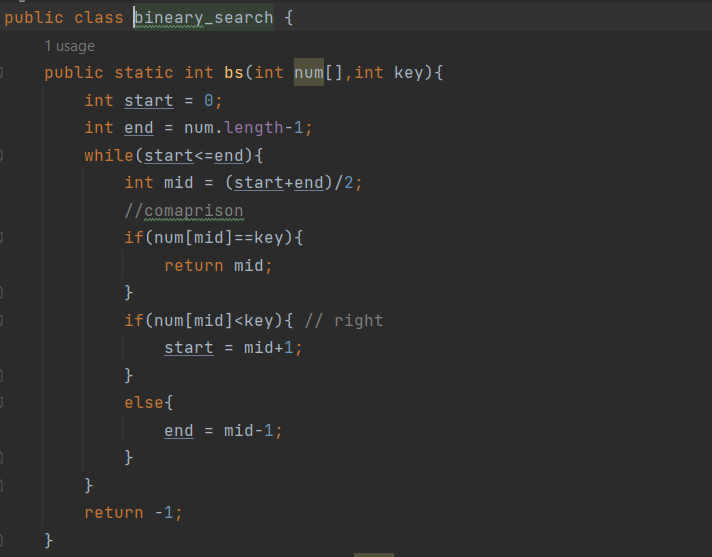 public class bineary_search {
1 usage
public static int bs(int num[],int key){
int start = 0;
int end = num.length-1;
while(start<=end){
int mid = (start+end)/2;
//comaprison
if(num[mid]==key){
return mid;
}
if(num[mid]<key){ // right
start = mid+1;
}
else{
end = mid-1;
}
}
return -1;
}